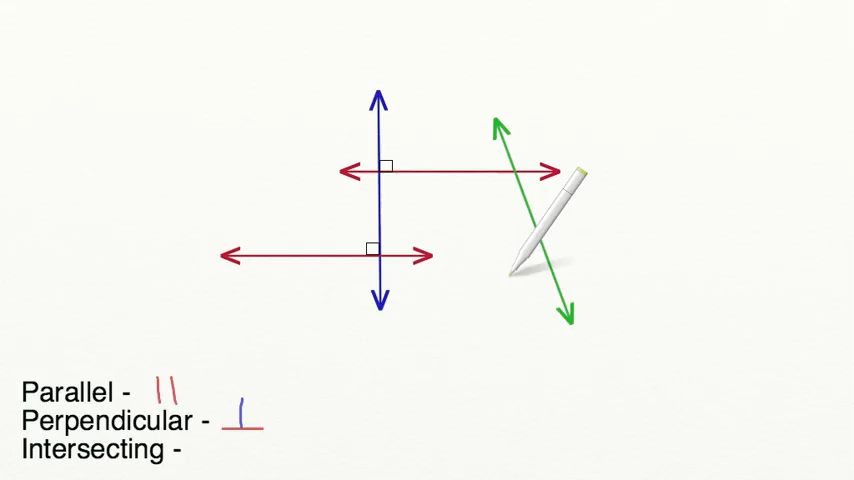 Parallel - ||
Perpendicular - ⊥
Intersecting -